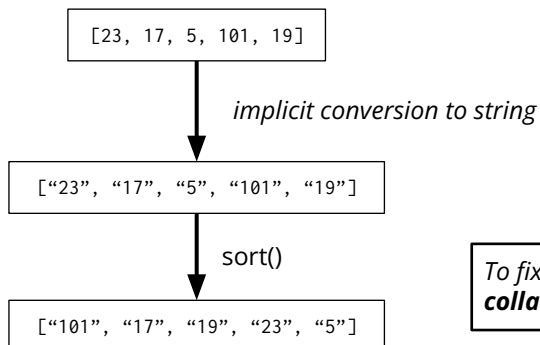 [23, 17, 5, 101, 19]
implicit conversion to string
[“23”, “17”, “5”, “101”, “19”]
sort()
To fix
colla
[“101”, “17”, “19”, “23”, “5”]